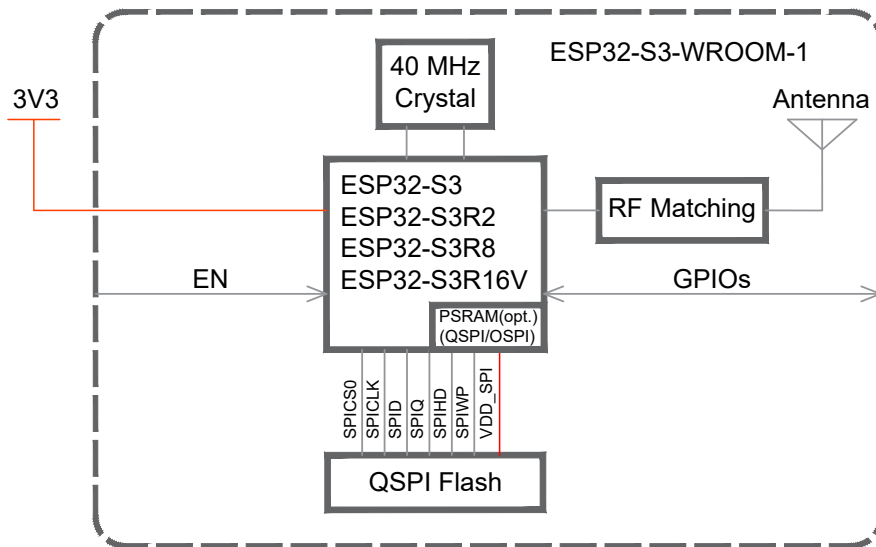 ESP32-S3-WROOM-1
40 MHz
Crystal
3V3
Antenna
ESP32-S3
ESP32-S3R2
ESP32-S3R8
ESP32-S3R16V
RF Matching
EN
GPIOs
PSRAM(opt.)
(QSPI/OSPI)
SPICS0
SPICLK
SPID
SPIQ
SPIHD
SPIWP
VDD_SPI
QSPI Flash